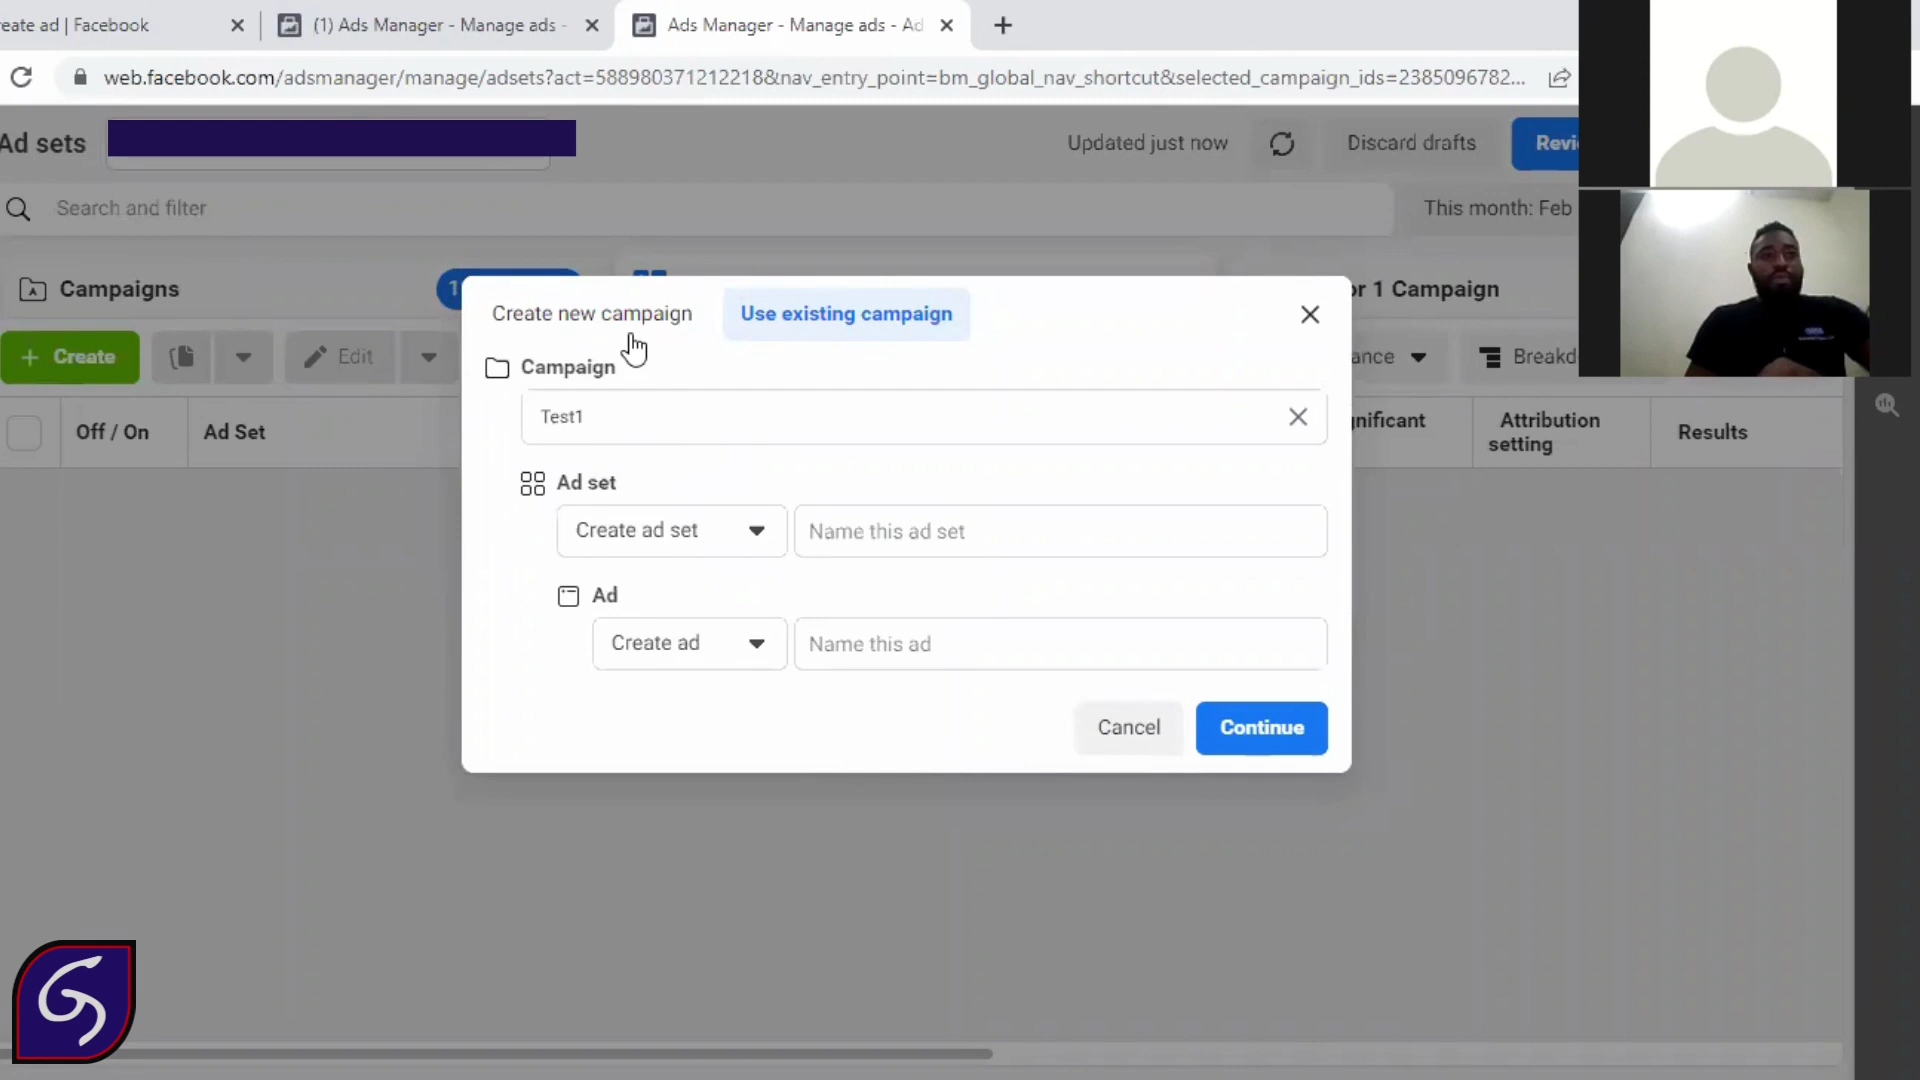 reate ad | Facebook
(1) Ads Manager - Manage ads -
Ads Manager - Manage ads - Ad
web.facebook.com/adsmanager/manage/adsets?act=588980371212218&nav_entry_point=bm_global_nav_shortcut&selected_campaign_ids=2385096782...
Ad sets
Updated just now
Discard drafts
Revi
Search and filter
This month: Feb
Campaigns
1
or 1 Campaign
Create new campaign
Use existing campaign
+ Create
Edit
ance
Breakd
Campaign
Test1
Off / On
Ad Set
gnificant
Attribution
setting
Results
Ad set
Create ad set
Name this ad set
Ad
Create ad
Name this ad
Cancel
Continue